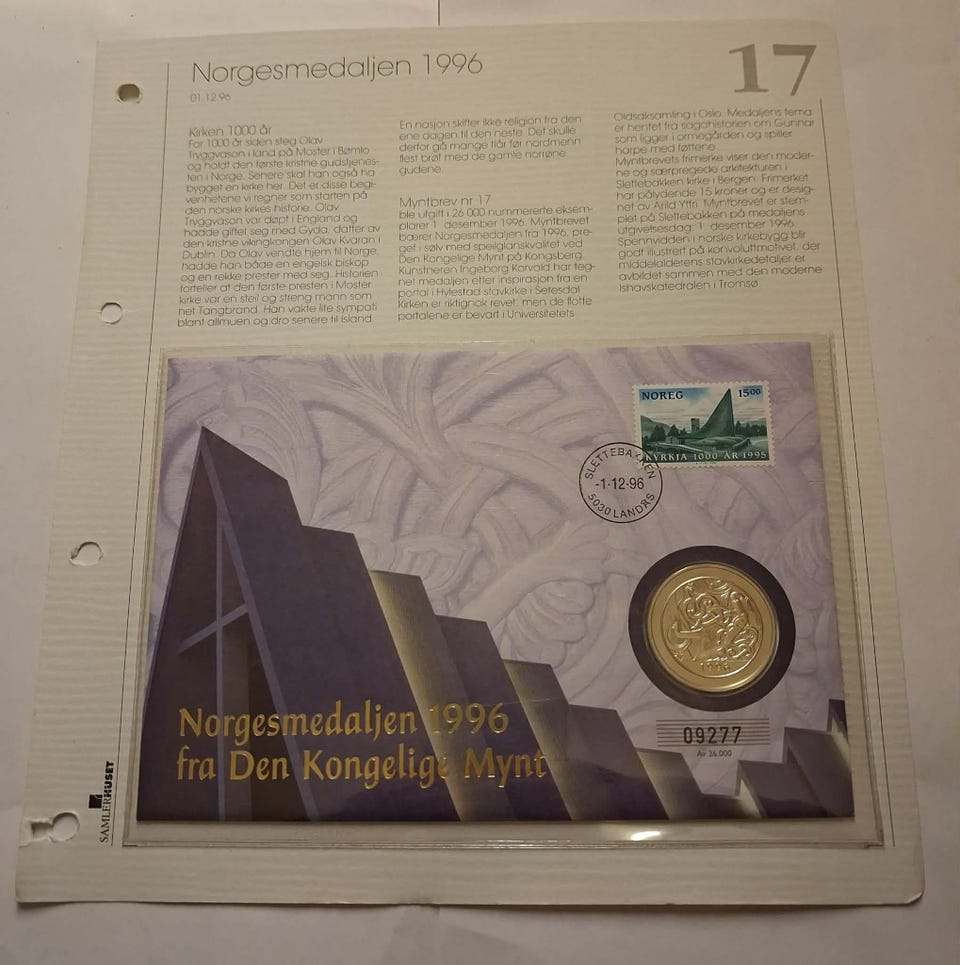 Norgesmedaljen 1996
17
01.12.96
Kirken 1000 år
For 1000 år siden steg Olav
Tryggvason i land på Moster i Bømlo
og holdt den første kristne gudstjenes-
ten i Norge. Senere skal han også ha
bygget en kirke her. Det er disse begi-
venhetene vi regner som starten på
den norske kirkes historie. Olav
Tryggvason var døpt i England og
hadde giftet seg med Gyda, datter av
den kristne vikingkongen Olav Kvaran i
Dublin. Da Olav vendte hjem til Norge,
hadde han både en engelsk biskop
og en rekke prester med seg. Historien
forteller at den første presten i Moster
kirke var en steil og streng mann som
het Tangbrand. Han vakte lite sympati
blant allmuen og dro senere til Island.
En nasjon skifter ikke religion fra den
ene dagen til den neste. Det skulle
derfor gå mange tiår før nordmenn
flest brøt med de gamle norrøne
gudene.
Myntbrev nr 17
ble utgitt i 26 000 nummererte eksem-
plarer 1. desember 1996. Myntbrevet
bærer Norgesmedaljen fra 1996, pre-
get i sølv med speilglanskvalitet ved
Den Kongelige Mynt på Kongsberg.
Kunstneren Ingeborg Korvald har teg-
net medaljen etter inspirasjon fra en
portal i Hylestad stavkirke i Setesdal.
Kirken er riktignok revet, men de flotte
portalene er bevart i Universitetets
Oldsaksamling i Oslo. Medaljens tema
er hentet fra sagahistorien om Gunnar
som ligger i ormegården og spiller
harpe med føttene.
Myntbrevets frimerke viser den moder-
ne og særpregede arkitekturen i
Slettebakken kirke i Bergen. Frimerket
har pålydende 15 kroner og er desig-
net av Arild Yttri. Myntbrevet er stem-
plet på Slettebakken på medaljens
utgivelsesdag, 1. desember 1996.
Spennvidden i norske kirkebygg blir
godt illustrert på konvoluttmotivet, der
middelalderens stavkirkedetaljer er
avbildet sammen med den moderne
Ishavskatedralen i Tromsø.
NOREG 15⁰⁰
KYRKJA 1000 ÅR 1995
SLETTEBAKKEN
-1-12-96
5030 LANDÅS
1996
Norgesmedaljen 1996
fra Den Kongelige Mynt
09277
Av 26.000
SAMLERHUSET